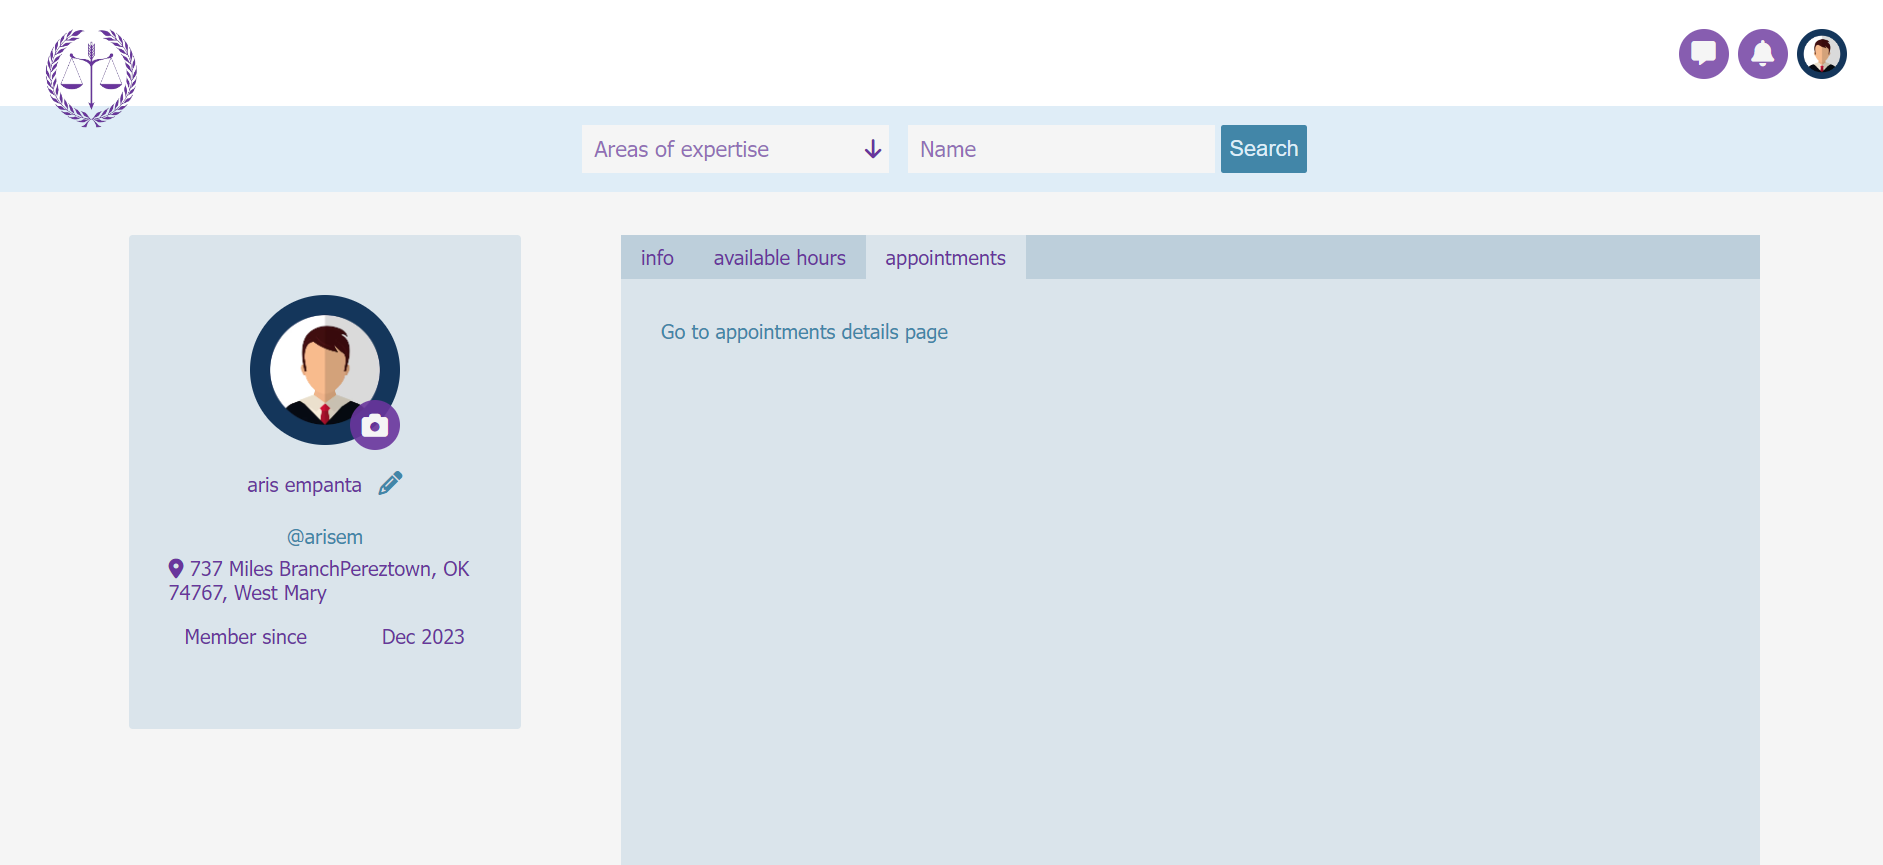 Areas of expertise
Name
Search
info
available hours
appointments
Go to appointments details page
aris empanta
@arisem
737 Miles BranchPereztown, OK
74767, West Mary
Member since
Dec 2023